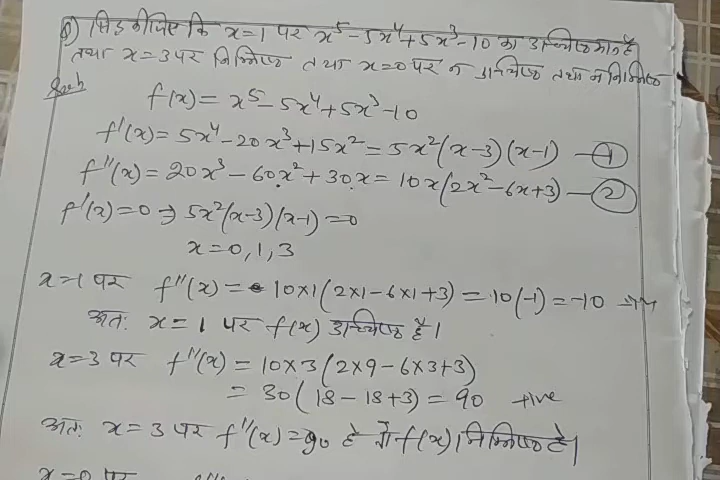 Q) सिद्ध कीजिए कि x=1 पर x⁵-5x⁴+5x³-10 का उच्चिष्ठ मान है
तथा x=3 पर निम्निष्ठ तथा x=0 पर न उच्चिष्ठ तथा न निम्निष्ठ
f(x) = x⁵-5x⁴+5x³-10
f'(x) = 5x⁴-20x³+15x² = 5x²(x-3)(x-1) —①
f''(x) = 20x³-60x²+30x = 10x(2x²-6x+3) —②
f'(x)=0 ⇒ 5x²(x-3)(x-1)=0
x=0,1,3
x=1 पर f''(x) = 10×1(2×1-6×1+3) = 10(-1) = -10
अतः x=1 पर f(x) उच्चिष्ठ है।
x=3 पर f''(x) = 10×3(2×9-6×3+3)
= 30(18-18+3) = 90 +ive
अतः x=3 पर f''(x)=90 है तो f(x) निम्निष्ठ है।
x=0 पर